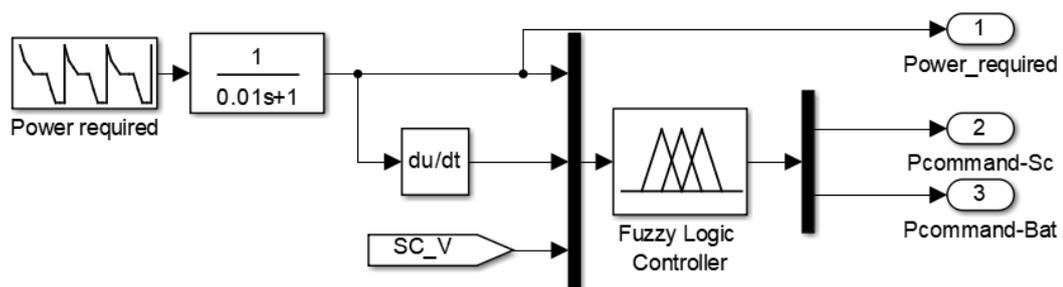 Power required
1
0.01s+1
du/dt
SC_V
Fuzzy Logic
Controller
1
Power_required
2
Pcommand-Sc
3
Pcommand-Bat